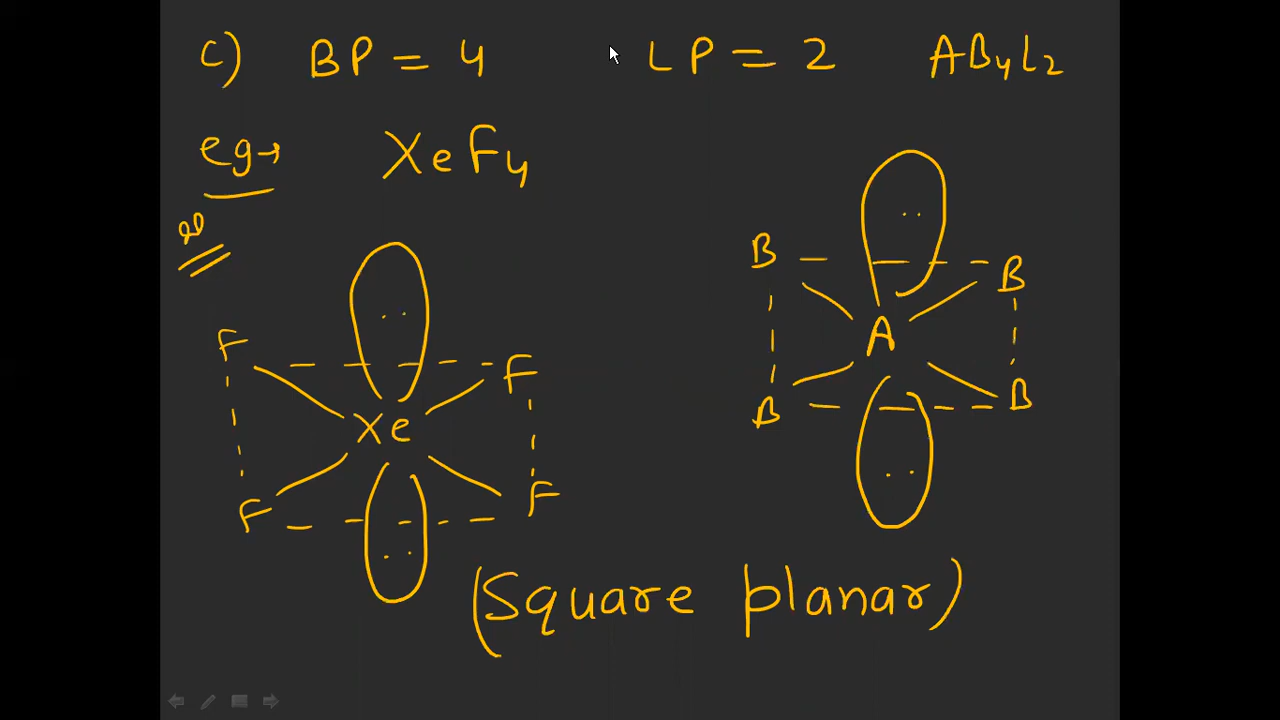 c) BP = 4 LP = 2 AB4L2
eg→ XeF4
B B
A
B B
F F
Xe
F F
(Square planar)